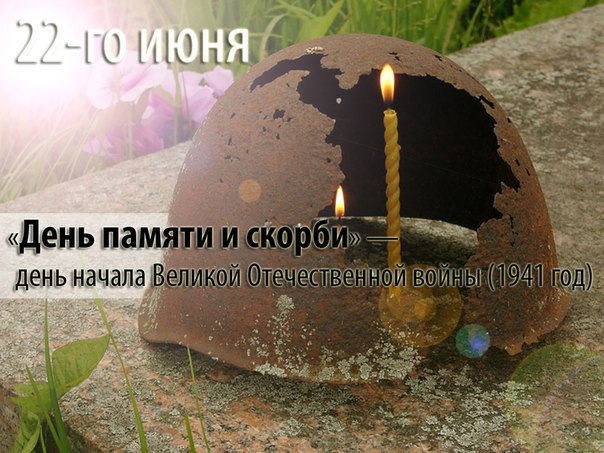 22-го июня
«День памяти и скорби» —
день начала Великой Отечественной войны (1941 год)